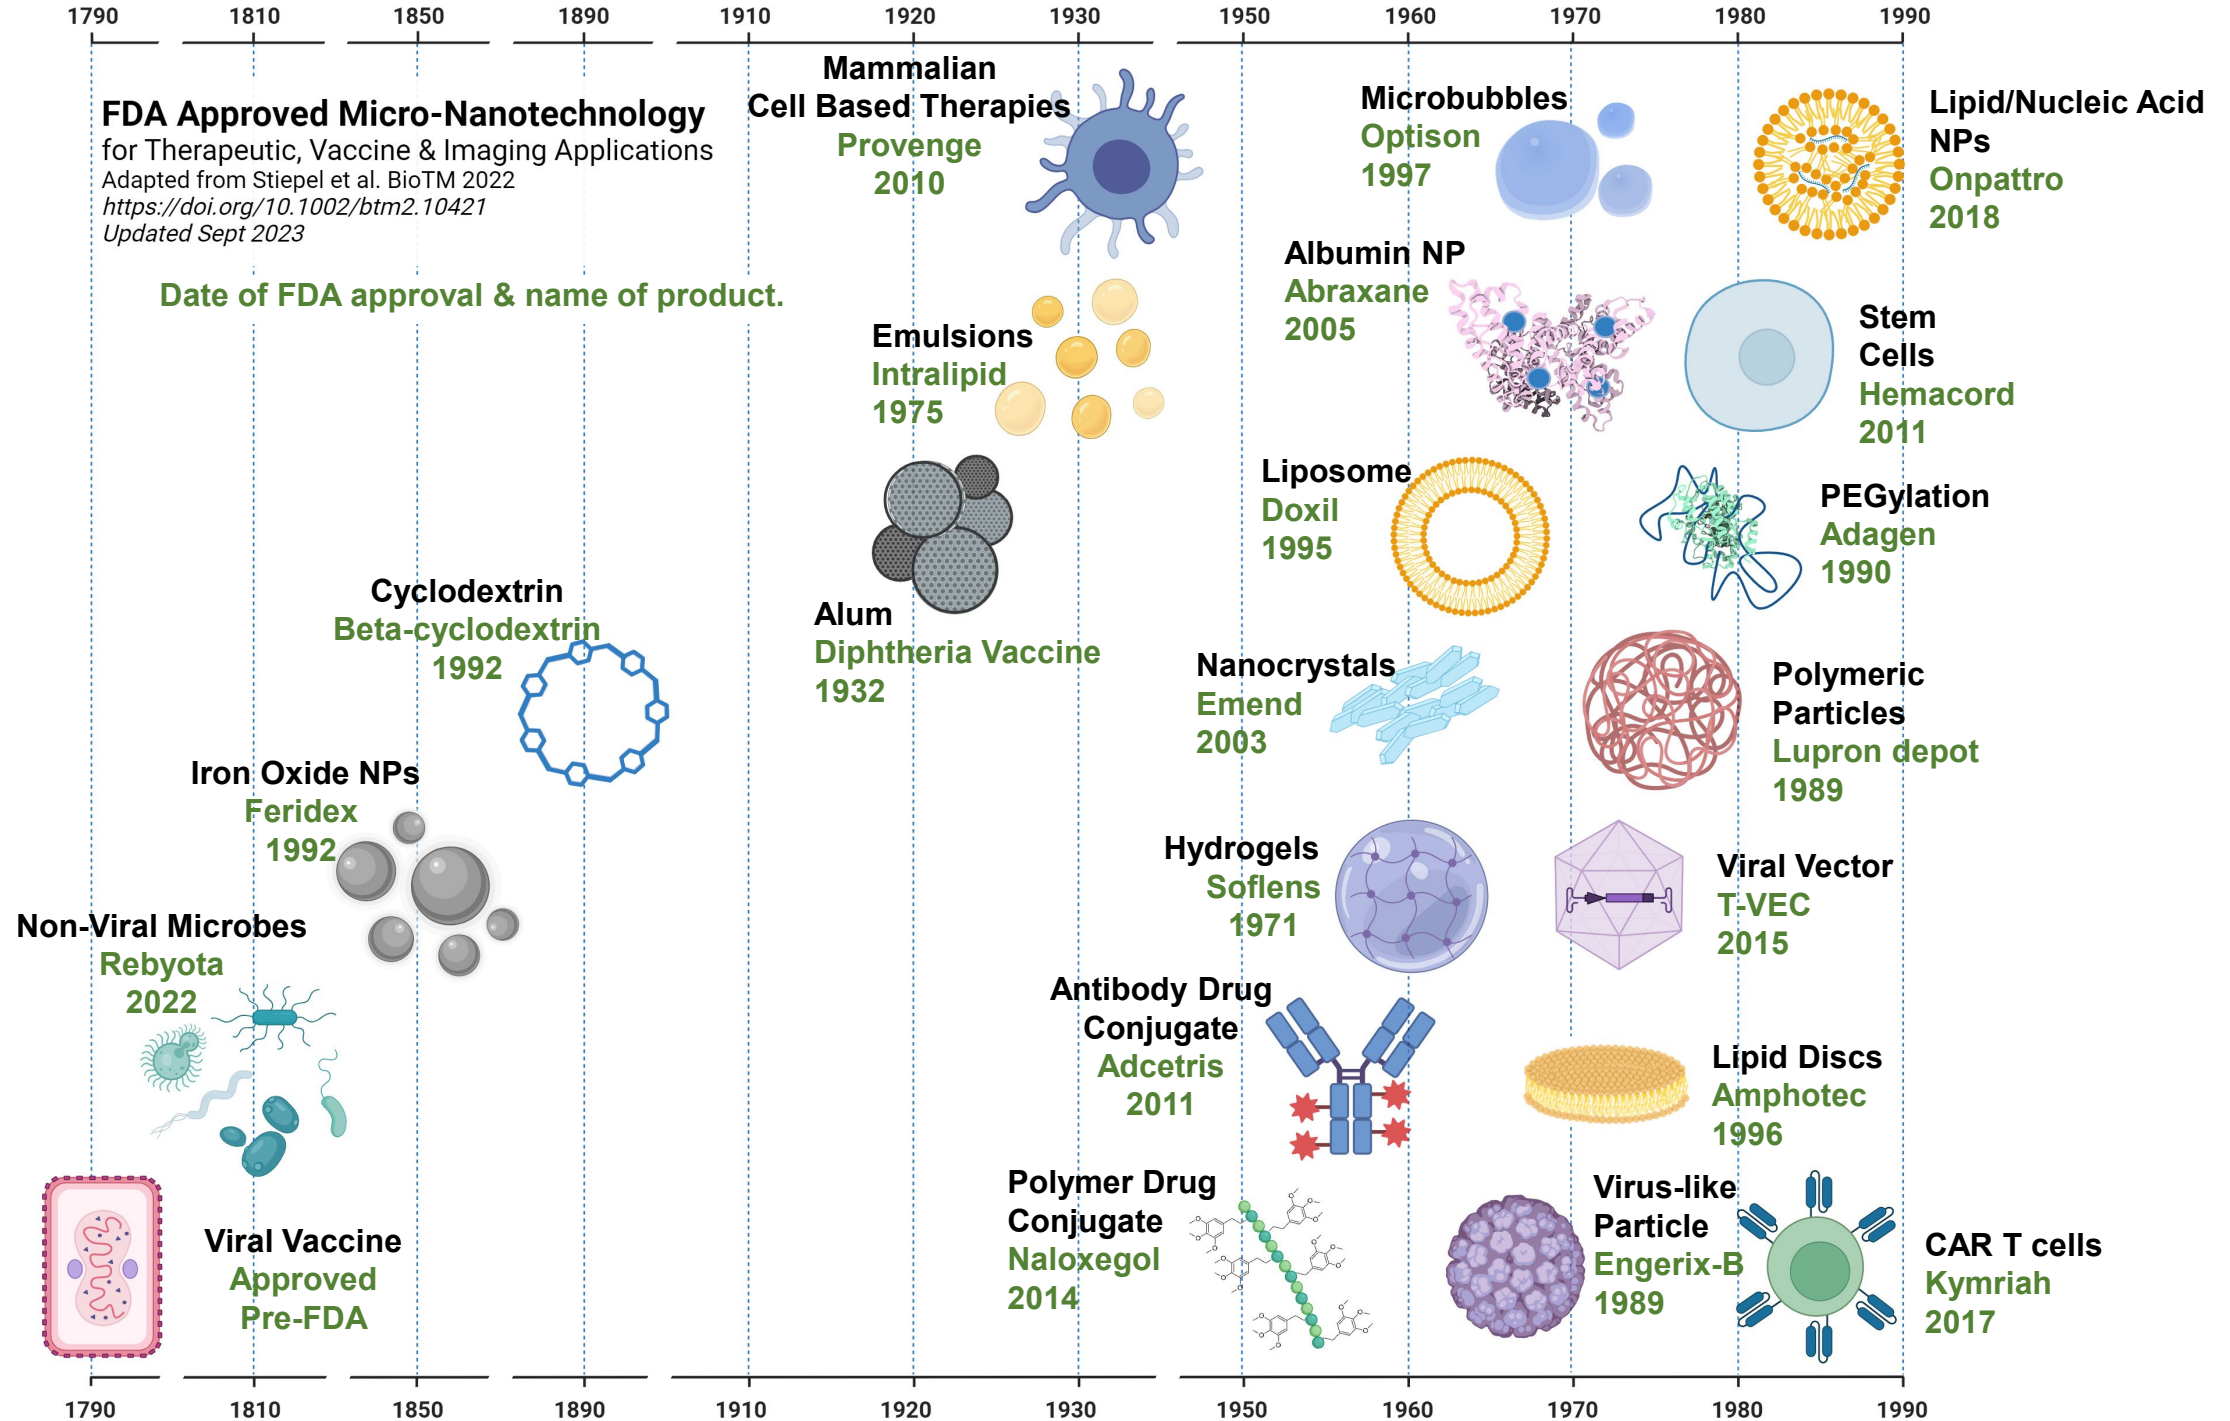 1790 1810 1850 1890 1910 1920 1930 1950 1960 1970 1980 1990
FDA Approved Micro-Nanotechnology
for Therapeutic, Vaccine & Imaging Applications
Adapted from Stiepel et al. BioTM 2022
https://doi.org/10.1002/btm2.10421
Updated Sept 2023
Date of FDA approval & name of product.
Mammalian
Cell Based Therapies
Provenge
2010
Microbubbles
Optison
1997
Lipid/Nucleic Acid
NPs
Onpattro
2018
Albumin NP
Abraxane
2005
Emulsions
Intralipid
1975
Stem
Cells
Hemacord
2011
Liposome
Doxil
1995
PEGylation
Adagen
1990
Cyclodextrin
Beta-cyclodextrin
1992
Alum
Diphtheria Vaccine
1932
Nanocrystals
Emend
2003
Polymeric
Particles
Lupron depot
1989
Iron Oxide NPs
Feridex
1992
Hydrogels
Soflens
1971
Viral Vector
T-VEC
2015
Non-Viral Microbes
Rebyota
2022
Antibody Drug
Conjugate
Adcetris
2011
Lipid Discs
Amphotec
1996
Viral Vaccine
Approved
Pre-FDA
Polymer Drug
Conjugate
Naloxegol
2014
Virus-like
Particle
Engerix-B
1989
CAR T cells
Kymriah
2017
1790 1810 1850 1890 1910 1920 1930 1950 1960 1970 1980 1990